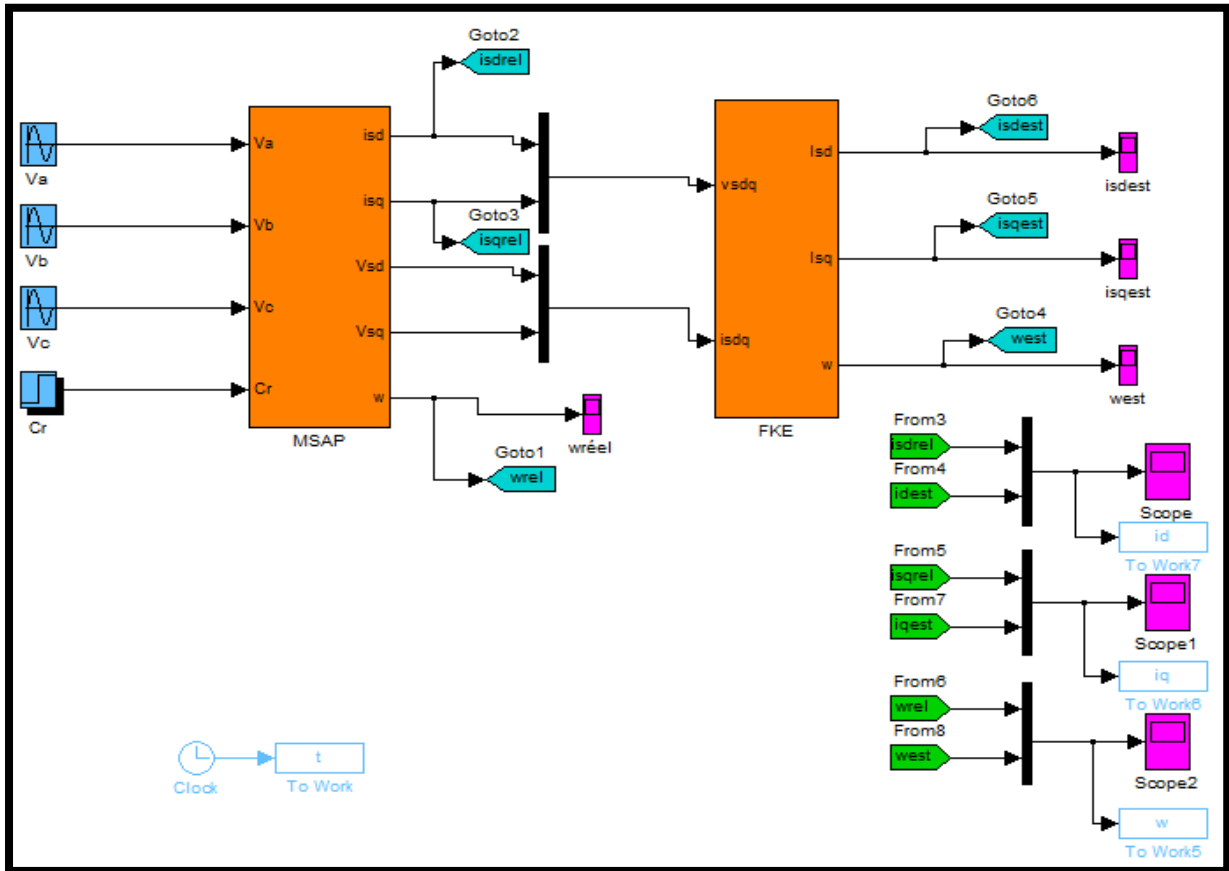 Goto2
isdrel
Va
Va
isd
isq
Goto3
isqrel
Vb
Vb
Vsd
Vc
Vc
Vsq
Cr
Cr
w
MSAP
wréel
Goto1
wrel
vsdq
isdq
Isd
Isq
w
FKE
Goto6
isdest
isdest
Goto5
isqest
isqest
Goto4
west
west
From3
isdrel
From4
idest
Scope
id
To Work7
From5
isqrel
From7
iqest
Scope1
iq
To Work6
From6
wrel
From8
west
Scope2
w
To Work5
Clock
t
To Work